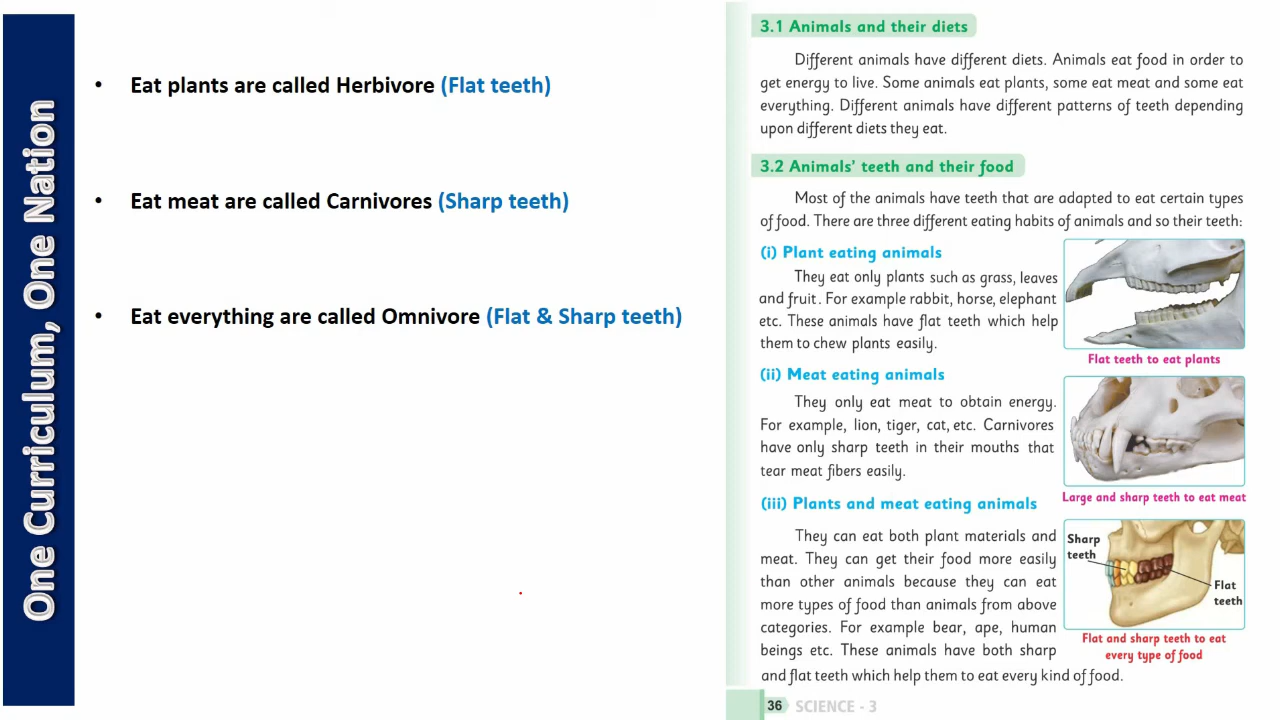 One Curriculum, One Nation
• Eat plants are called Herbivore (Flat teeth)
• Eat meat are called Carnivores (Sharp teeth)
• Eat everything are called Omnivore (Flat & Sharp teeth)
3.1 Animals and their diets
Different animals have different diets. Animals eat food in order to
get energy to live. Some animals eat plants, some eat meat and some eat
everything. Different animals have different patterns of teeth depending
upon different diets they eat.
3.2 Animals' teeth and their food
Most of the animals have teeth that are adapted to eat certain types
of food. There are three different eating habits of animals and so their teeth:
(i) Plant eating animals
They eat only plants such as grass, leaves
and fruit. For example rabbit, horse, elephant
etc. These animals have flat teeth which help
them to chew plants easily.
Flat teeth to eat plants
(ii) Meat eating animals
They only eat meat to obtain energy.
For example, lion, tiger, cat, etc. Carnivores
have only sharp teeth in their mouths that
tear meat fibers easily.
Large and sharp teeth to eat meat
(iii) Plants and meat eating animals
They can eat both plant materials and
meat. They can get their food more easily
than other animals because they can eat
more types of food than animals from above
categories. For example bear, ape, human
beings etc. These animals have both sharp
and flat teeth which help them to eat every kind of food.
Sharp
teeth
Flat
teeth
Flat and sharp teeth to eat
every type of food
36 SCIENCE - 3